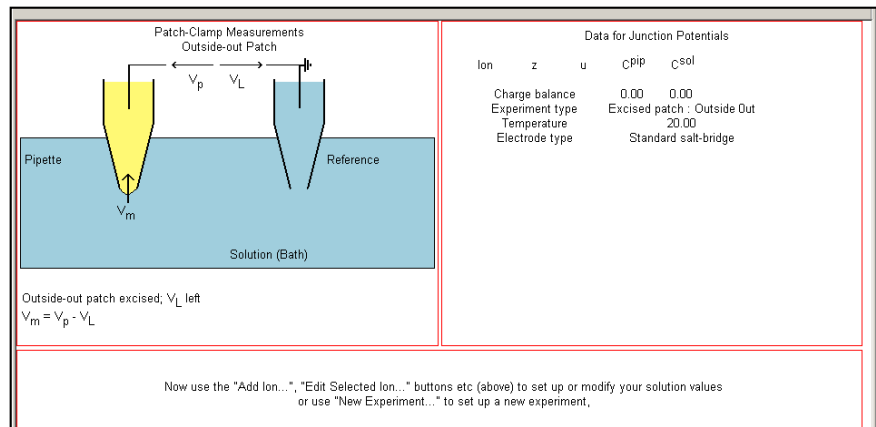 Patch-Clamp Measurements
Outside-out Patch
Vp VL
Pipette
Reference
Vm
Solution (Bath)
Outside-out patch excised; VL left
Vm = Vp - VL
Data for Junction Potentials
Ion z u Cpip Csol
Charge balance 0.00 0.00
Experiment type Excised patch : Outside Out
Temperature 20.00
Electrode type Standard salt-bridge
Now use the "Add Ion...", "Edit Selected Ion..." buttons etc (above) to set up or modify your solution values
or use "New Experiment..." to set up a new experiment,